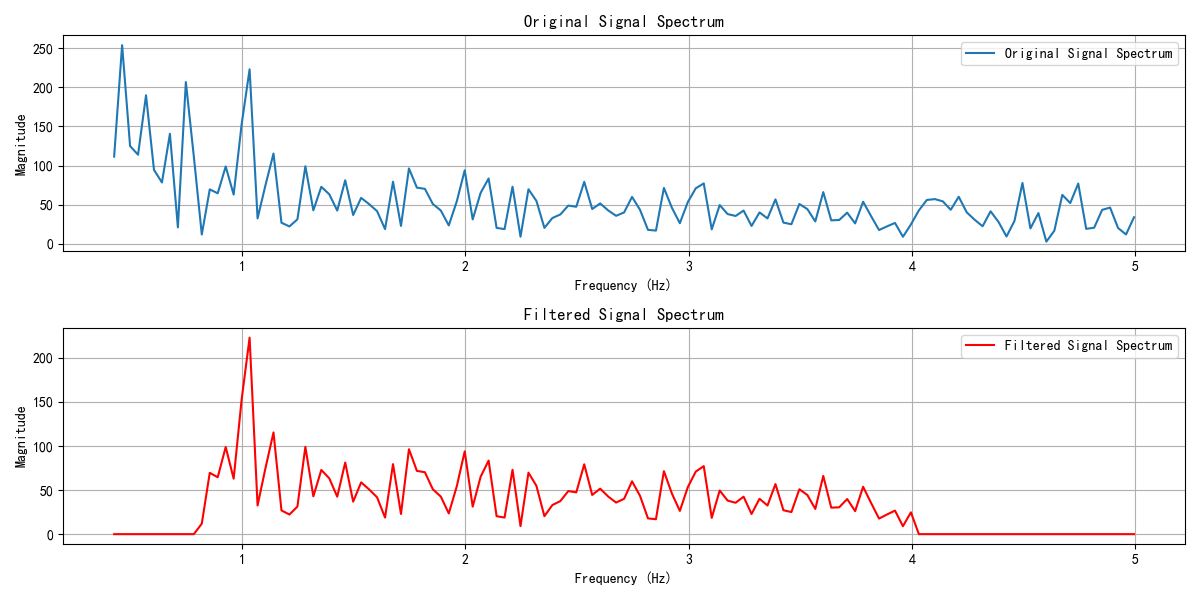 Original Signal Spectrum
Original Signal Spectrum
Magnitude
250
200
150
100
50
0
1 2 3 4 5
Frequency (Hz)
Filtered Signal Spectrum
Filtered Signal Spectrum
Magnitude
200
150
100
50
0
1 2 3 4 5
Frequency (Hz)